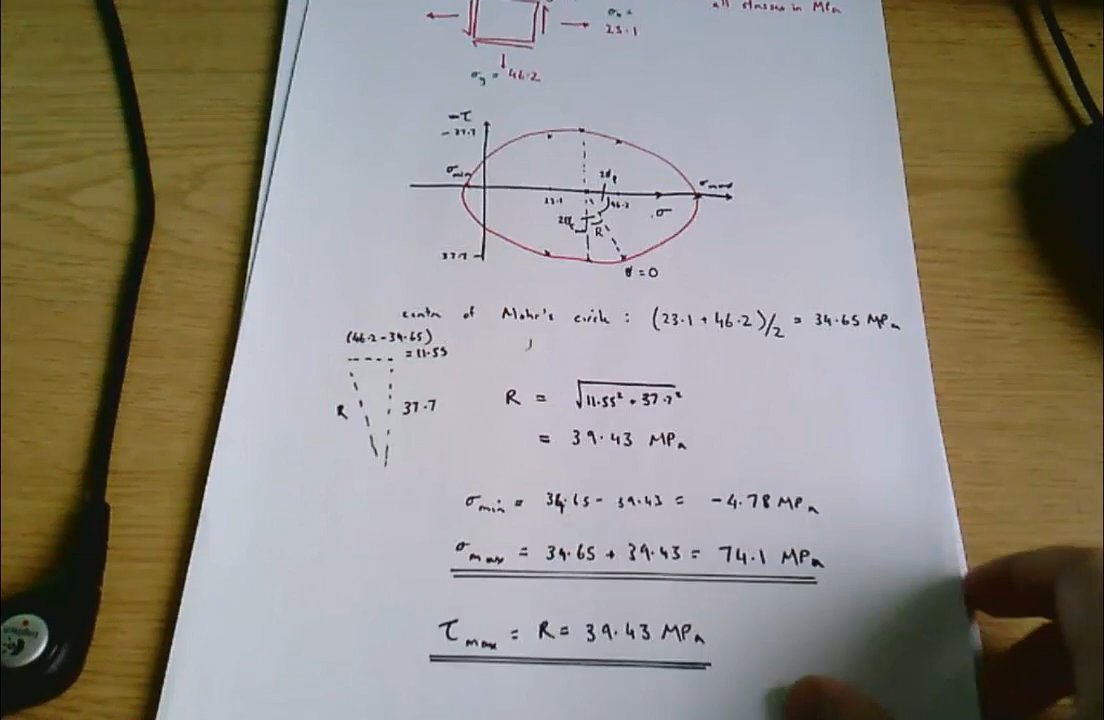 all stresses in MPa
σx =
23.1
σy = 46.2
-τ
-37.7
σmin
2θp
σmax
23.1
46.2
σ
R
37.7
θ = 0
centre of Mohr's circle : (23.1 + 46.2)/2 = 34.65 MPa
(46.2 - 34.65)
= 11.55
R
37.7
R = √11.55² + 37.7²
= 39.43 MPa
σmin = 34.65 - 39.43 = -4.78 MPa
σmax = 34.65 + 39.43 = 74.1 MPa
τmax = R = 39.43 MPa